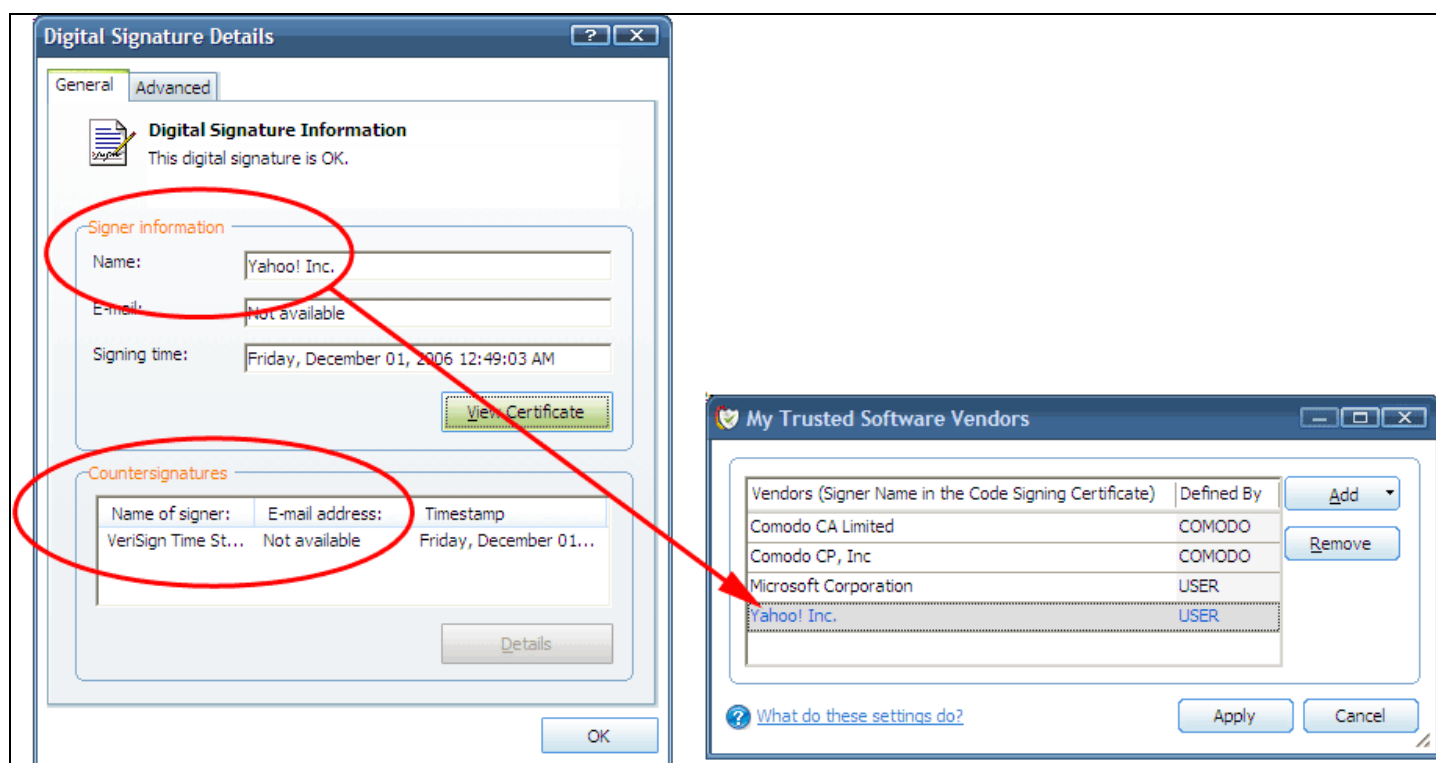 Digital Signature Details
General Advanced
Digital Signature Information
This digital signature is OK.
Signer information
Name: Yahoo! Inc.
E-mail: Not available
Signing time: Friday, December 01, 2006 12:49:03 AM
View Certificate
Countersignatures
Name of signer: E-mail address: Timestamp
VeriSign Time St... Not available Friday, December 01...
Details
OK
My Trusted Software Vendors
Vendors (Signer Name in the Code Signing Certificate) Defined By Add
Comodo CA Limited COMODO
Comodo CP, Inc COMODO Remove
Microsoft Corporation USER
Yahoo! Inc. USER
What do these settings do? Apply Cancel